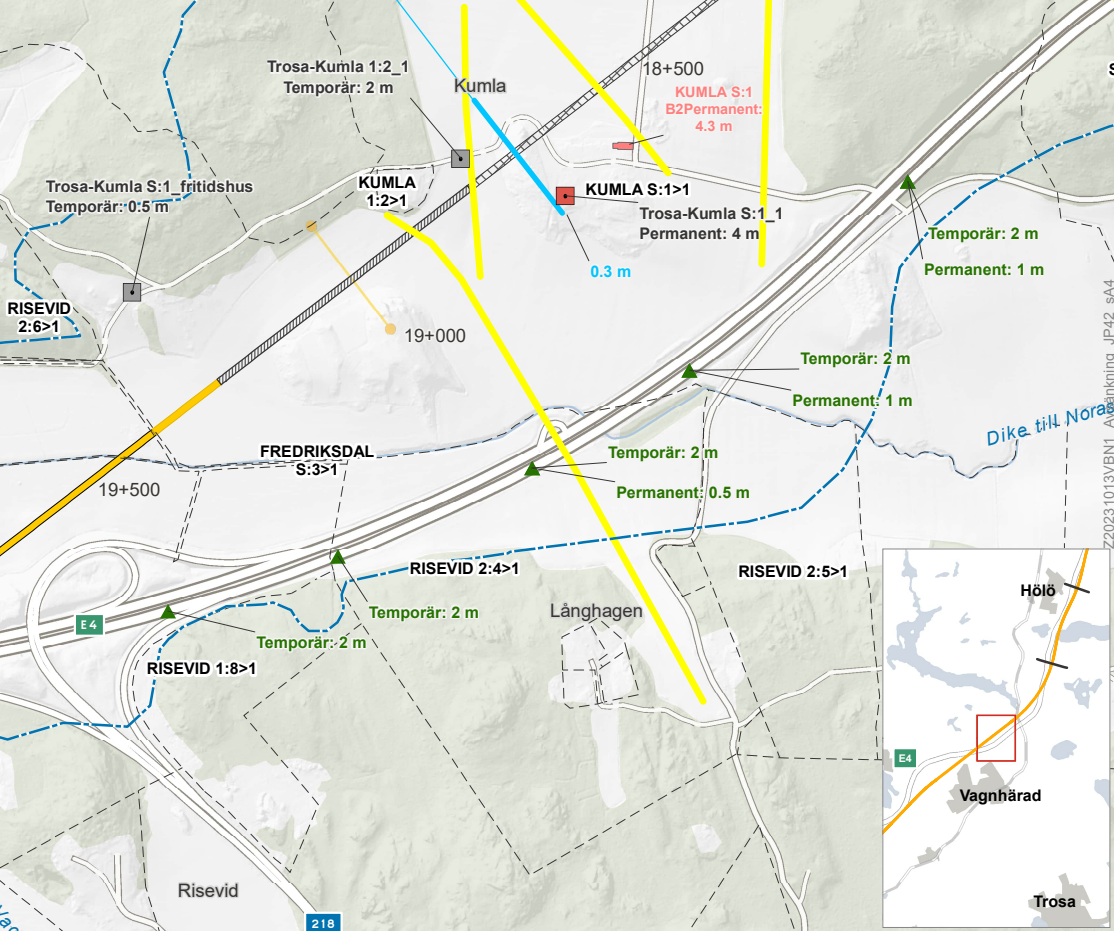 Trosa-Kumla 1:2_1
Temporär: 2 m
Kumla
18+500
KUMLA S:1
B2Permanent:
4.3 m
Trosa-Kumla S:1_fritidshus
Temporär: 0.5 m
KUMLA
1:2>1
KUMLA S:1>1
Trosa-Kumla S:1_1
Permanent: 4 m
0.3 m
Temporär: 2 m
Permanent: 1 m
RISEVID
2:6>1
19+000
Temporär: 2 m
Permanent: 1 m
Dike till Noras
FREDRIKSDAL
S:3>1
Temporär: 2 m
Permanent: 0.5 m
19+500
RISEVID 2:4>1
RISEVID 2:5>1
Långhagen
E 4
Temporär: 2 m
Temporär: 2 m
RISEVID 1:8>1
Risevid
218
Hölö
E4
Vagnhärad
Trosa